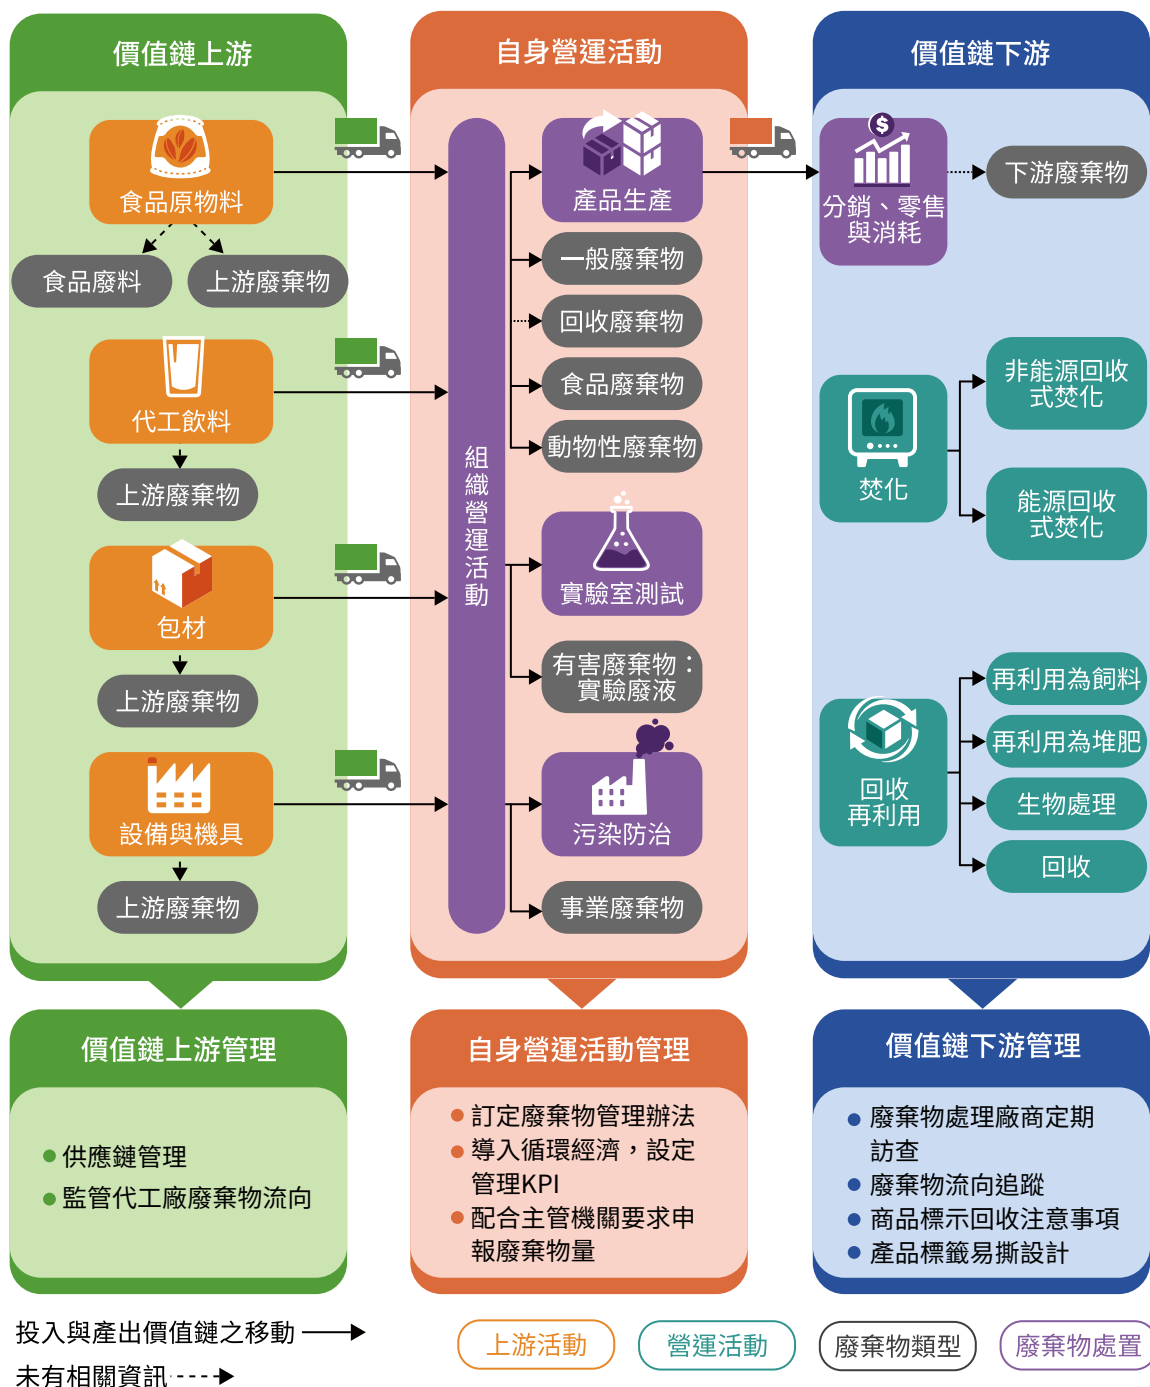 價值鏈上游
食品原物料
食品廢料
上游廢棄物
代工飲料
上游廢棄物
包材
上游廢棄物
設備與機具
上游廢棄物
自身營運活動
組織營運活動
產品生產
一般廢棄物
回收廢棄物
食品廢棄物
動物性廢棄物
實驗室測試
有害廢棄物：
實驗廢液
污染防治
事業廢棄物
價值鏈下游
$
分銷、零售
與消耗
下游廢棄物
焚化
非能源回收
式焚化
能源回收
式焚化
回收
再利用
再利用為飼料
再利用為堆肥
生物處理
回收
價值鏈上游管理
供應鏈管理
監管代工廠廢棄物流向
自身營運活動管理
訂定廢棄物管理辦法
導入循環經濟，設定
管理KPI
配合主管機關要求申
報廢棄物量
價值鏈下游管理
廢棄物處理廠商定期
訪查
廢棄物流向追蹤
商品標示回收注意事項
產品標籤易撕設計
投入與產出價值鏈之移動
未有相關資訊
上游活動
營運活動
廢棄物類型
廢棄物處置